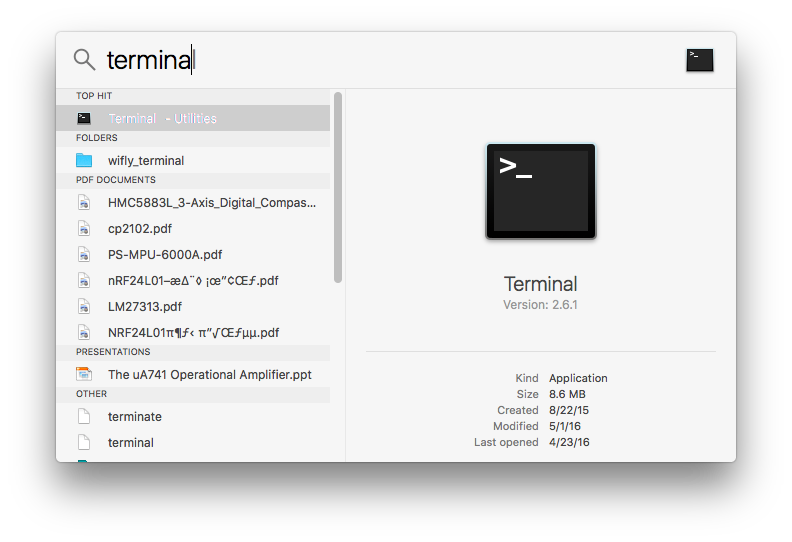 terminal
TOP HIT
Terminal - Utilities
FOLDERS
wifly_terminal
PDF DOCUMENTS
HMC5883L_3-Axis_Digital_Compas...
cp2102.pdf
PS-MPU-6000A.pdf
nRF24L01–æ∆¨◊ ¡œ”¢Œƒ.pdf
LM27313.pdf
NRF24L01π¶ƒ‹ π”√Œƒµµ.pdf
PRESENTATIONS
The uA741 Operational Amplifier.ppt
OTHER
terminate
terminal
>_
Terminal
Version: 2.6.1
Kind Application
Size 8.6 MB
Created 8/22/15
Modified 5/1/16
Last opened 4/23/16